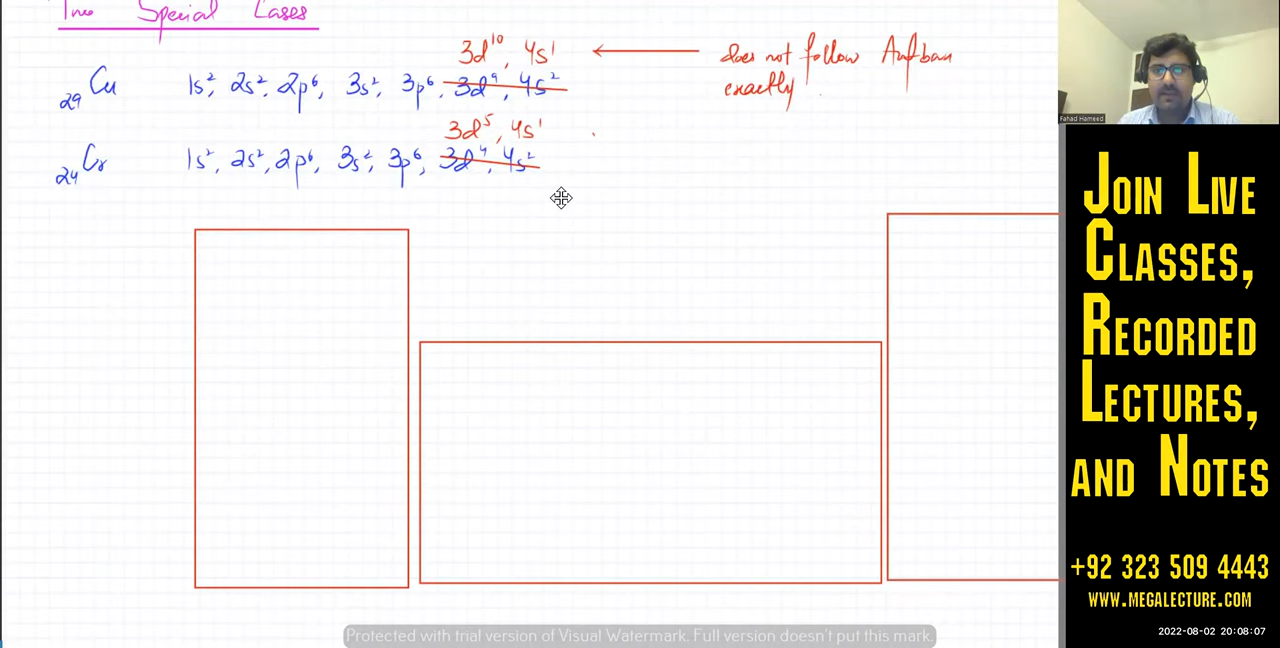 Two Special Cases
3d¹⁰, 4s¹ ← does not follow Aufbau
₂₉Cu 1s², 2s², 2p⁶, 3s², 3p⁶, 3d⁹, 4s² exactly
3d⁵, 4s¹
₂₄Cr 1s², 2s², 2p⁶, 3s², 3p⁶, 3d⁴, 4s²
Fahad Hameed
JOIN LIVE
CLASSES,
RECORDED
LECTURES,
AND NOTES
+92 323 509 4443
WWW.MEGALECTURE.COM
2022-08-02 20:08:07
Protected with trial version of Visual Watermark. Full version doesn't put this mark.